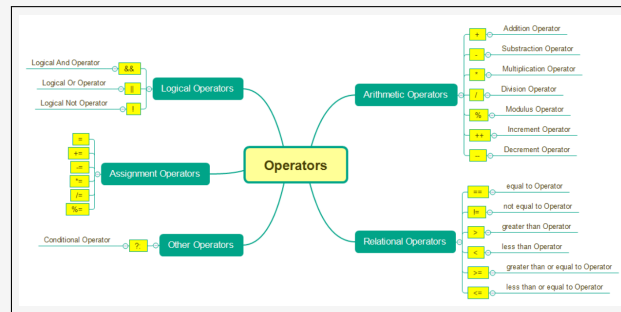 Operators
Logical Operators
&&
Logical And Operator
||
Logical Or Operator
!
Logical Not Operator
Assignment Operators
=
+=
-=
*=
/=
%=
Other Operators
?:
Conditional Operator
Arithmetic Operators
+
Addition Operator
-
Substraction Operator
*
Multiplication Operator
/
Division Operator
%
Modulus Operator
++
Increment Operator
--
Decrement Operator
Relational Operators
==
equal to Operator
!=
not equal to Operator
>
greater than Operator
<
less than Operator
>=
greater than or equal to Operator
<=
less than or equal to Operator